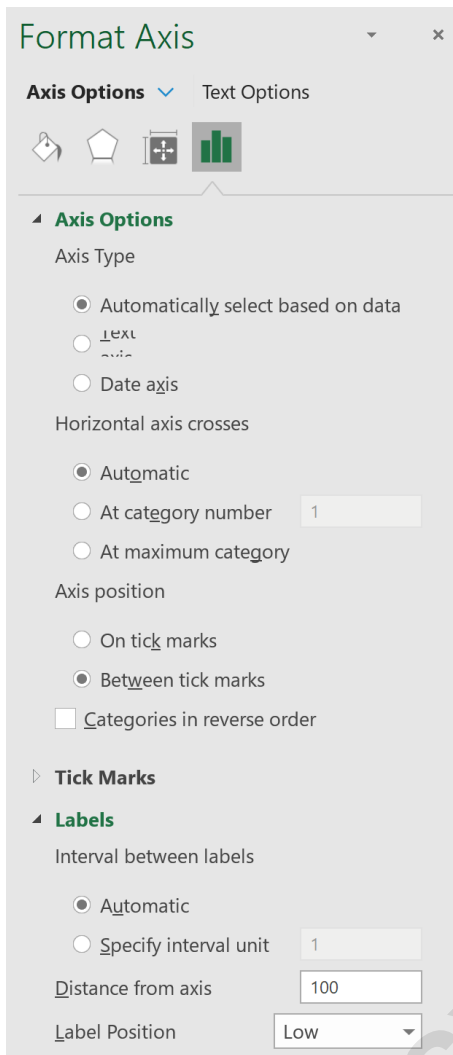 Format Axis
Axis Options Text Options
Axis Options
Axis Type
Automatically select based on data
Text
axis
Date axis
Horizontal axis crosses
Automatic
At category number 1
At maximum category
Axis position
On tick marks
Between tick marks
Categories in reverse order
Tick Marks
Labels
Interval between labels
Automatic
Specify interval unit 1
Distance from axis 100
Label Position Low